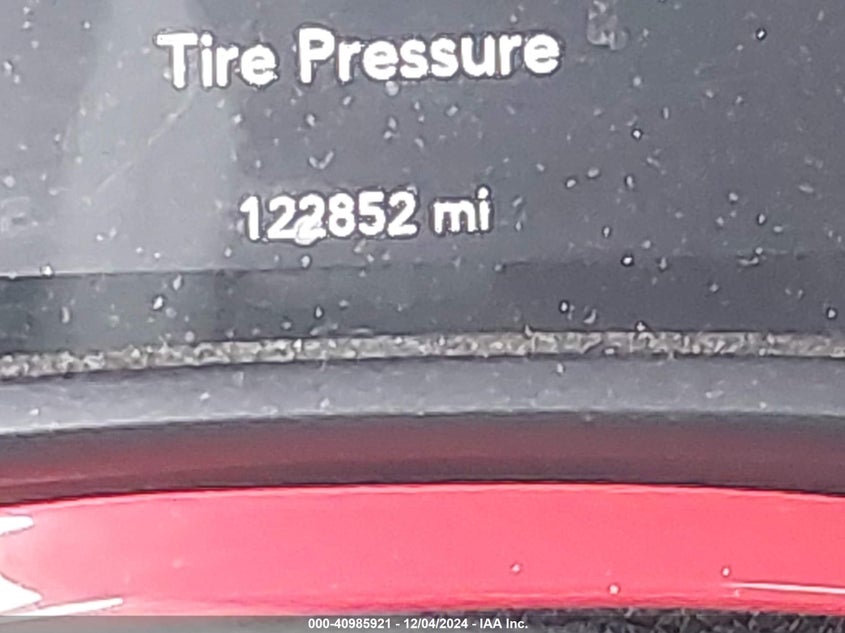 Tire Pressure
122852 mi
000-40985921 - 12/04/2024 - IAA Inc.